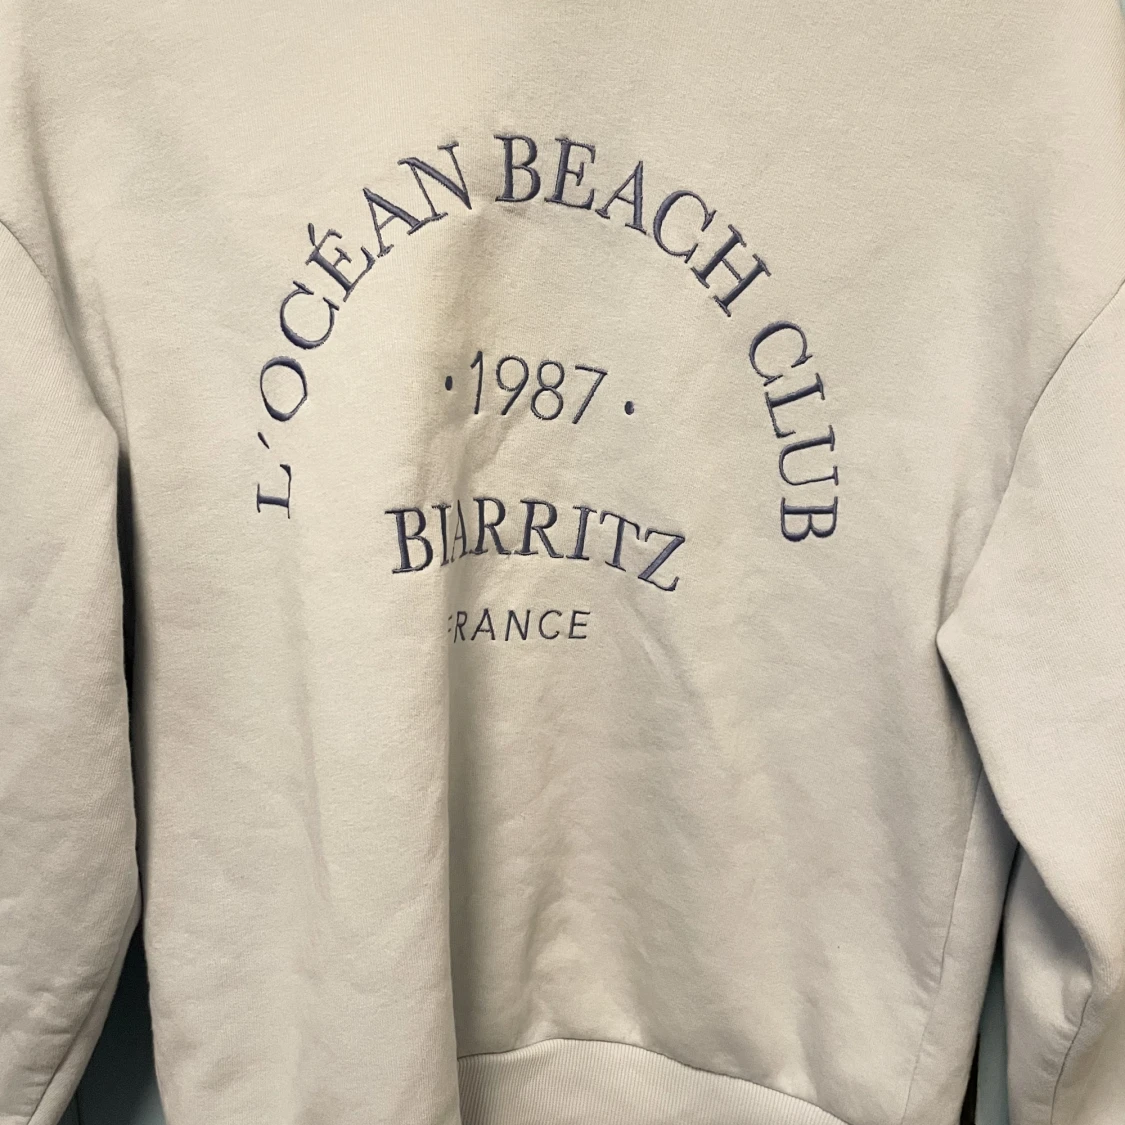 L'OCÉAN BEACH CLUB
·1987·
BIARRITZ
FRANCE